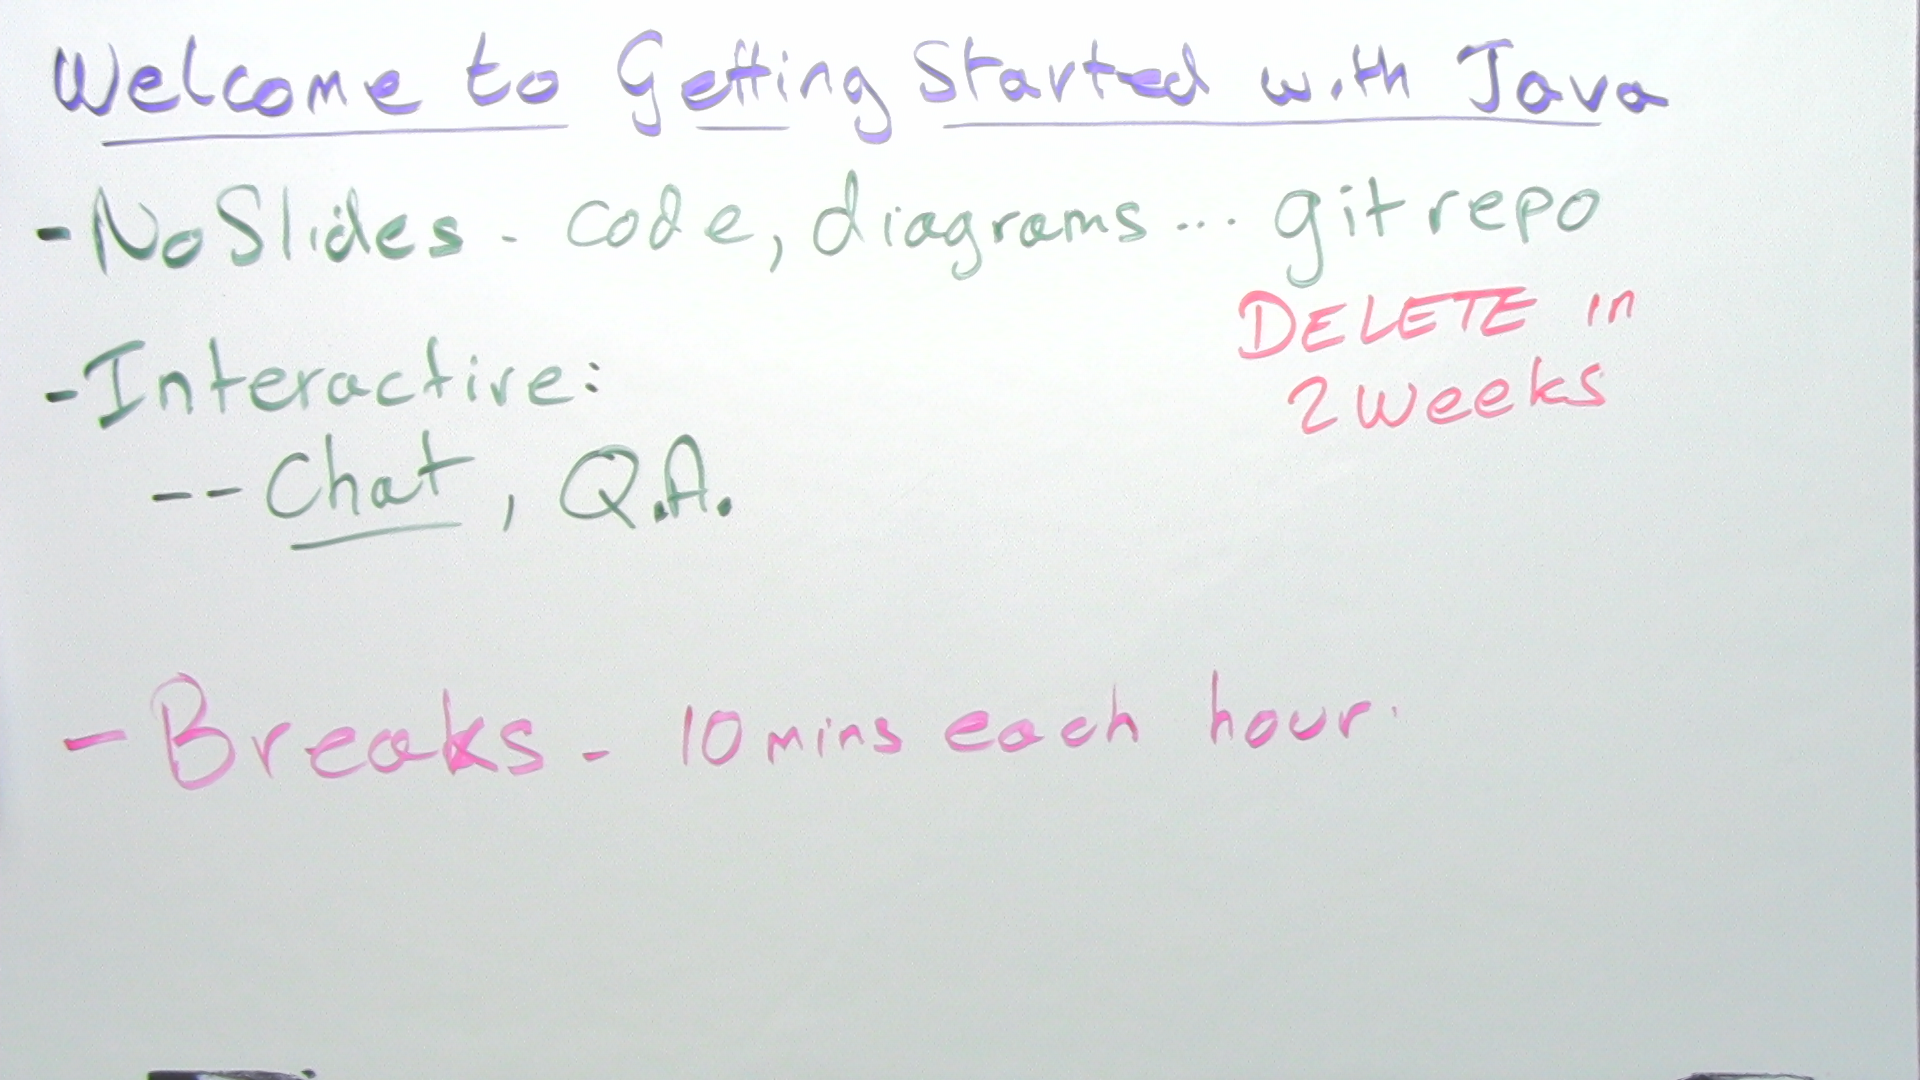 Welcome to Getting Started with Java
- No Slides - code, diagrams... git repo
DELETE in
2 weeks
- Interactive:
-- Chat, Q.A.
- Breaks - 10 mins each hour.